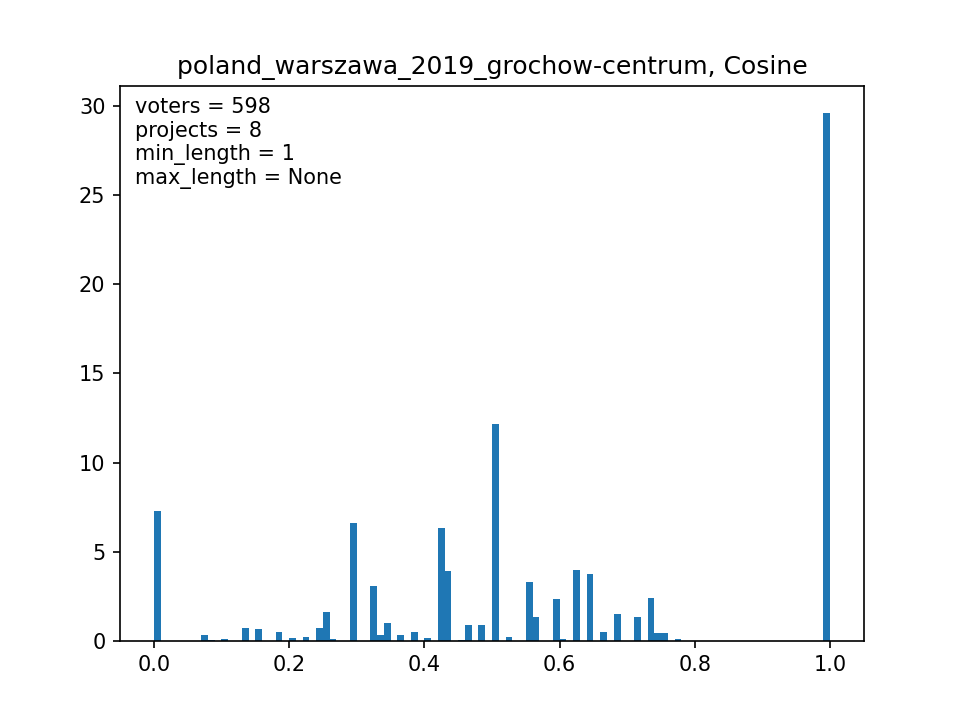 poland_warszawa_2019_grochow-centrum, Cosine
voters = 598
projects = 8
min_length = 1
max_length = None
30
25
20
15
10
5
0
0.0 0.2 0.4 0.6 0.8 1.0